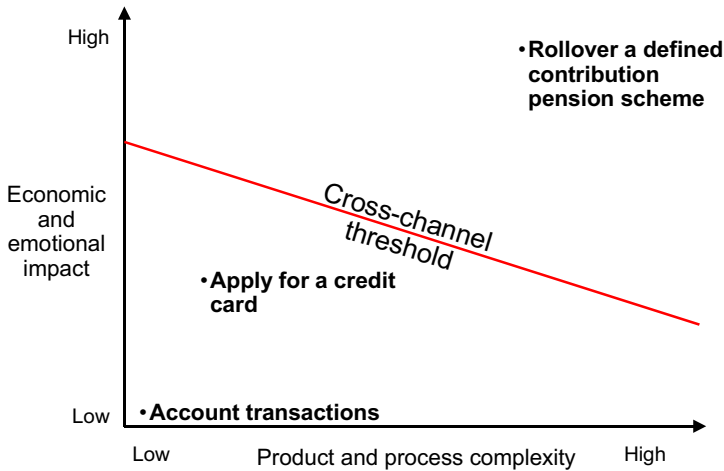 High
•Rollover a defined
contribution
pension scheme
Economic
and
emotional
impact
Cross-channel
threshold
•Apply for a credit
card
Low
•Account transactions
Low
Product and process complexity
High